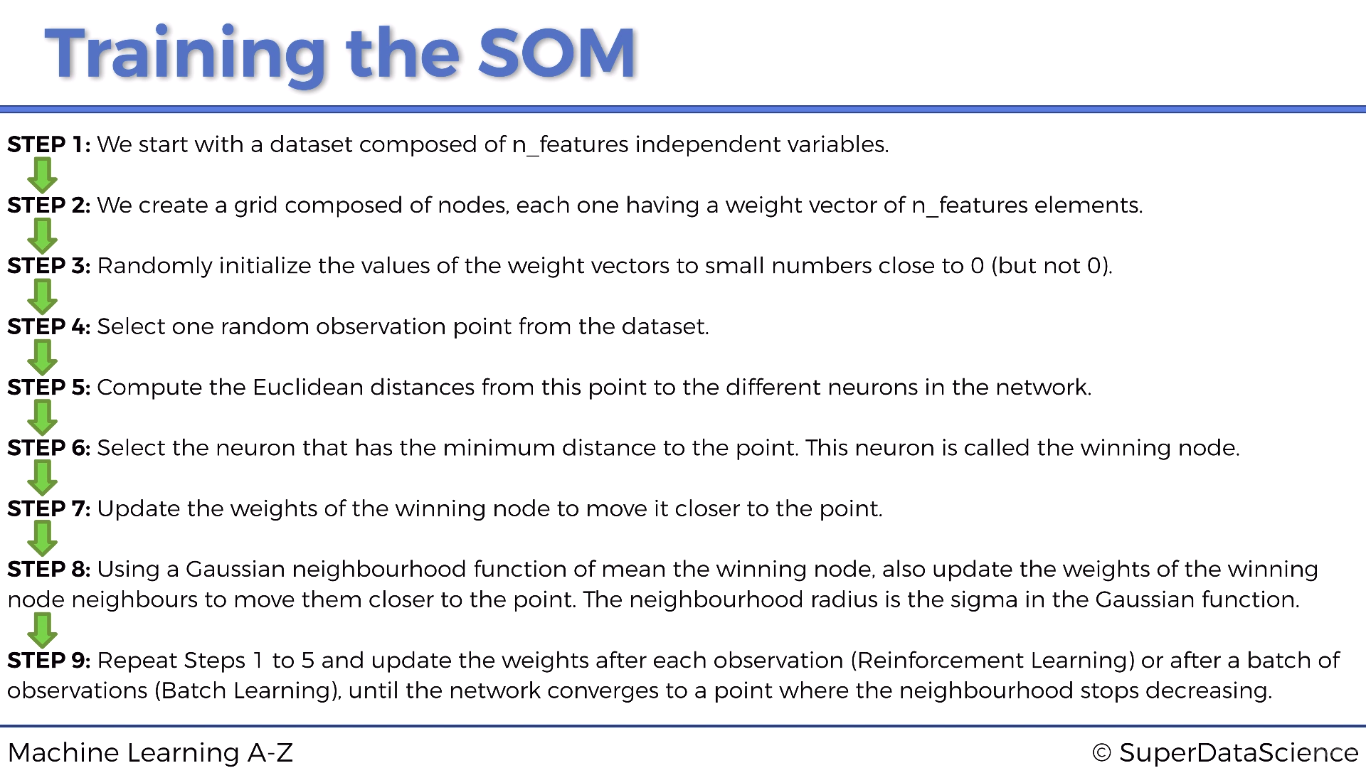 Training the SOM
STEP 1: We start with a dataset composed of n_features independent variables.
STEP 2: We create a grid composed of nodes, each one having a weight vector of n_features elements.
STEP 3: Randomly initialize the values of the weight vectors to small numbers close to 0 (but not 0).
STEP 4: Select one random observation point from the dataset.
STEP 5: Compute the Euclidean distances from this point to the different neurons in the network.
STEP 6: Select the neuron that has the minimum distance to the point. This neuron is called the winning node.
STEP 7: Update the weights of the winning node to move it closer to the point.
STEP 8: Using a Gaussian neighbourhood function of mean the winning node, also update the weights of the winning
node neighbours to move them closer to the point. The neighbourhood radius is the sigma in the Gaussian function.
STEP 9: Repeat Steps 1 to 5 and update the weights after each observation (Reinforcement Learning) or after a batch of
observations (Batch Learning), until the network converges to a point where the neighbourhood stops decreasing.
Machine Learning A-Z
© SuperDataScience